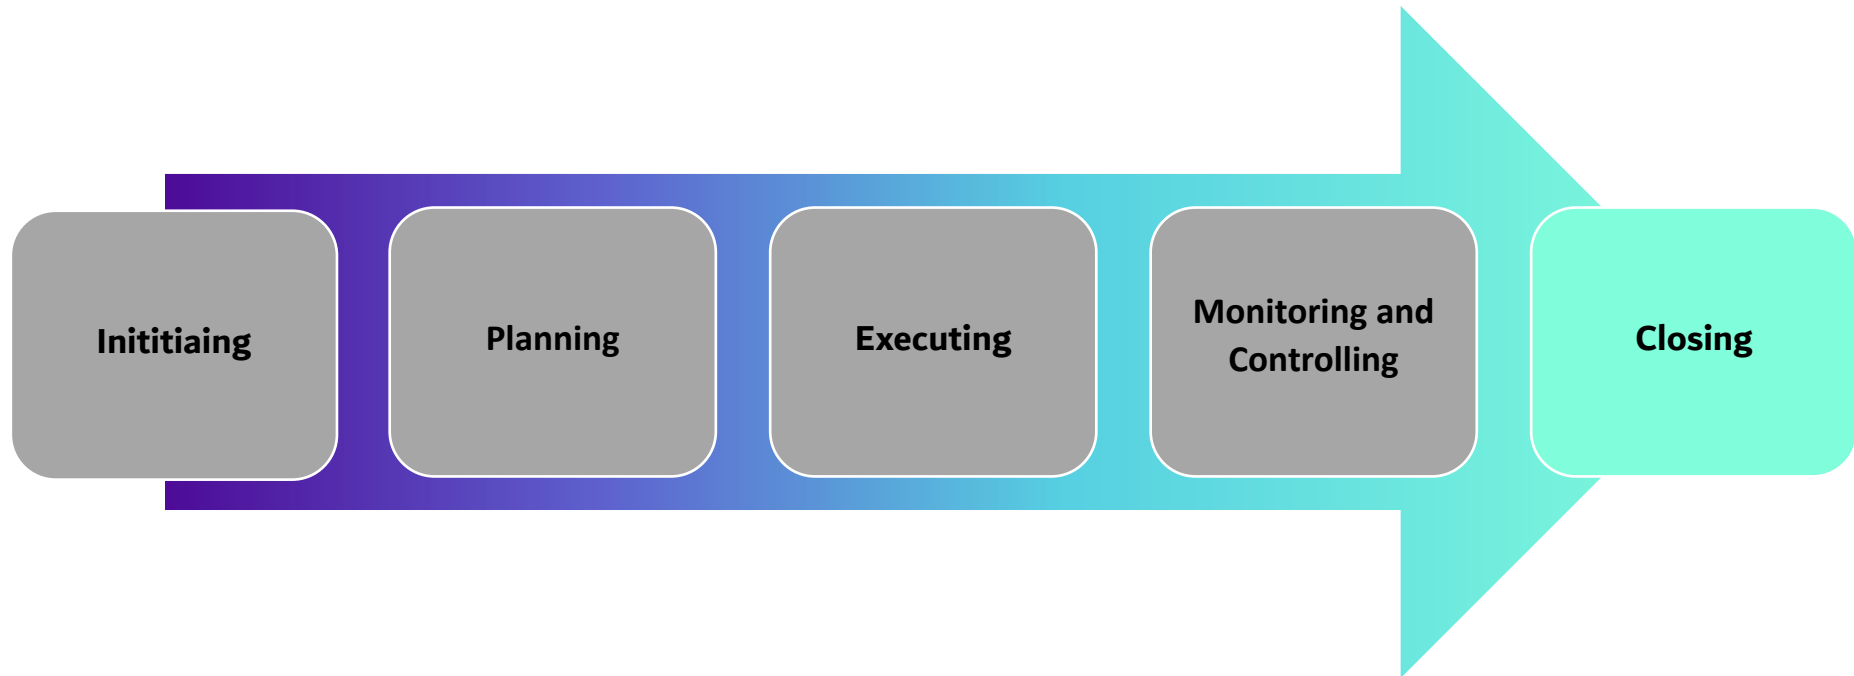 Inititiaing
Planning
Executing
Monitoring and
Controlling
Closing